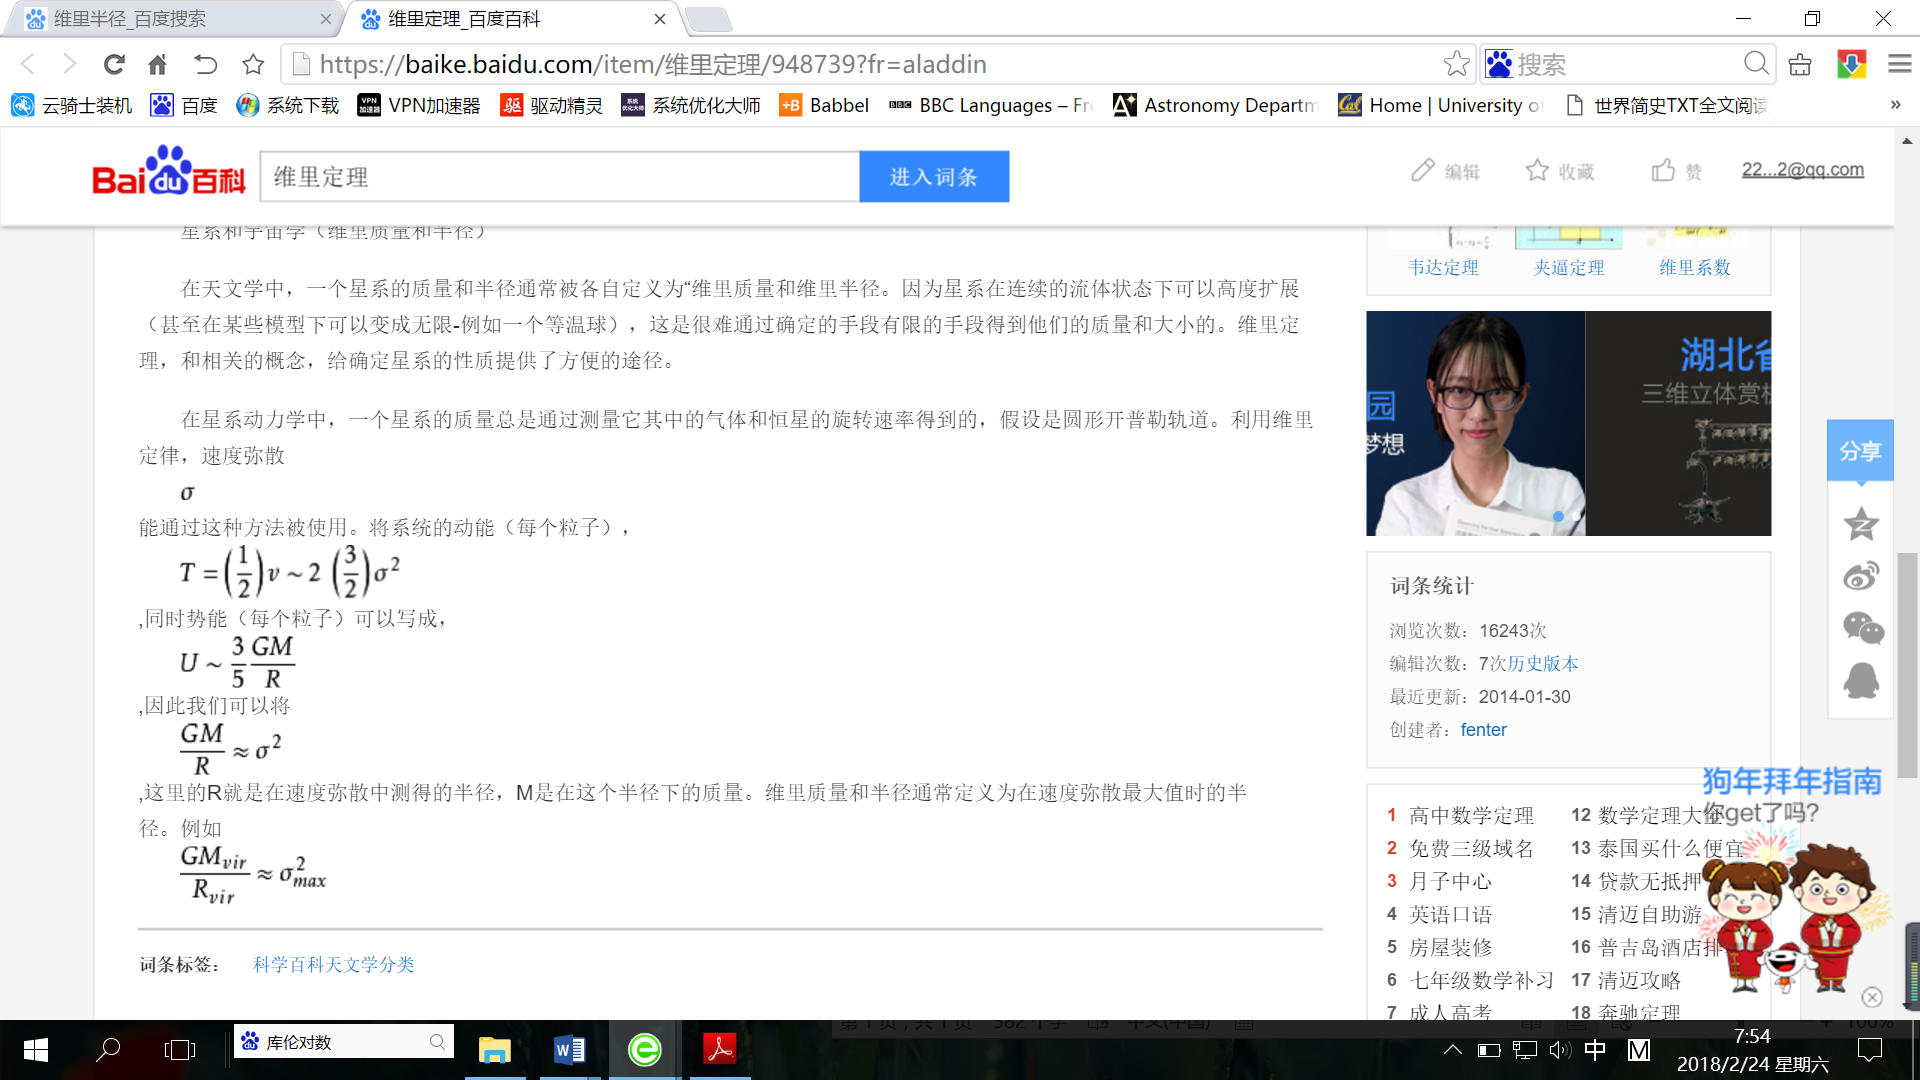 维里半径_百度搜索
维里定理_百度百科
https://baike.baidu.com/item/维里定理/948739?fr=aladdin
搜索
云骑士装机
百度
系统下载
VPN加速器
驱动精灵
系统优化大师
Babbel
BBC Languages – Fre
Astronomy Departm
Home | University of
世界简史TXT全文阅读
»
Bai du 百科
维里定理
进入词条
编辑
收藏
赞
22...2@qq.com
星系和宇宙学（维里质量和半径）
在天文学中，一个星系的质量和半径通常被各自定义为“维里质量和维里半径。因为星系在连续的流体状态下可以高度扩展
（甚至在某些模型下可以变成无限-例如一个等温球），这是很难通过确定的手段有限的手段得到他们的质量和大小的。维里定
理，和相关的概念，给确定星系的性质提供了方便的途径。
在星系动力学中，一个星系的质量总是通过测量它其中的气体和恒星的旋转速率得到的，假设是圆形开普勒轨道。利用维里
定律，速度弥散
σ
能通过这种方法被使用。将系统的动能（每个粒子），
T = (1/2) v ~ 2 (3/2) σ²
,同时势能（每个粒子）可以写成，
U ~ 3/5 GM/R
,因此我们可以将
GM/R ≈ σ²
,这里的R就是在速度弥散中测得的半径，M是在这个半径下的质量。维里质量和半径通常定义为在速度弥散最大值时的半
径。例如
GM_vir/R_vir ≈ σ²_max
词条标签：
科学百科天文学分类
韦达定理
夹逼定理
维里系数
园
梦想
湖北省
三维立体赏析
分享
词条统计
浏览次数：16243次
编辑次数：7次历史版本
最近更新：2014-01-30
创建者：fenter
狗年拜年指南
你get了吗?
1 高中数学定理
12 数学定理大全
2 免费三级域名
13 泰国买什么便宜
3 月子中心
14 贷款无抵押
4 英语口语
15 清迈自助游
5 房屋装修
16 普吉岛酒店排
6 七年级数学补习
17 清迈攻略
7 成人高考
18 奔驰定理
库伦对数
中
M
7:54
2018/2/24 星期六